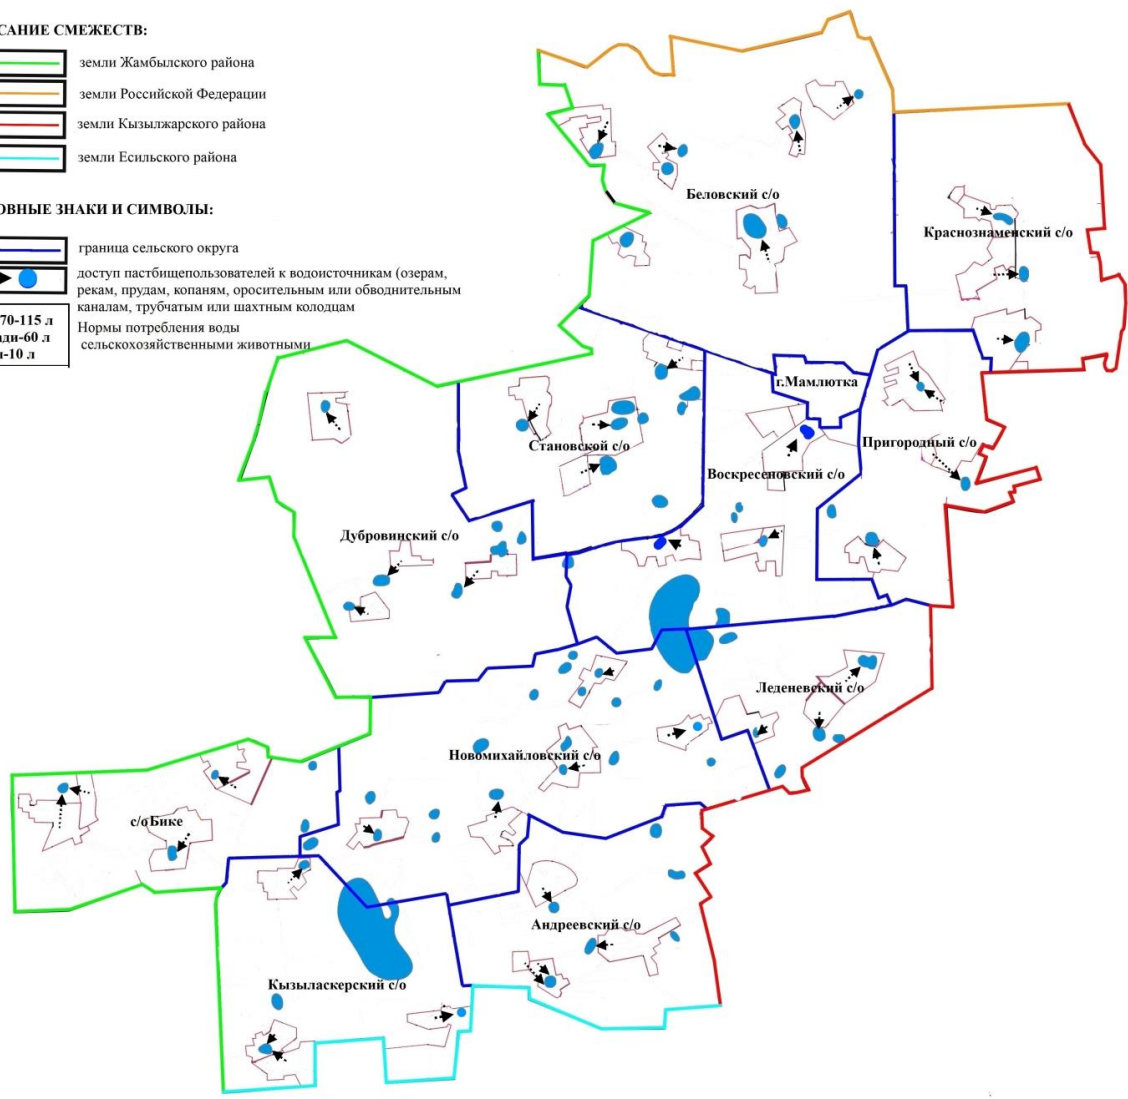 САНИЕ СМЕЖЕСТВ:
земли Жамбылского района
земли Российской Федерации
земли Кызылжарского района
земли Есильского района
ОВНЫЕ ЗНАКИ И СИМВОЛЫ:
граница сельского округа
доступ пастбищепользователей к водоисточникам (озерам,
рекам, прудам, копаням, оросительным или обводнительным
каналам, трубчатым или шахтным колодцам
70-115 л
ди-60 л
-10 л
Нормы потребления воды
сельскохозяйственными животными
Беловский с/о
Краснознаменский с/о
г.Мамлютка
Становской с/о
Пригородный с/о
Воскресеновский с/о
Дубровинский с/о
Леденевский с/о
Новомихайловский с/о
с/о Бике
Андреевский с/о
Кызыласкерский с/о